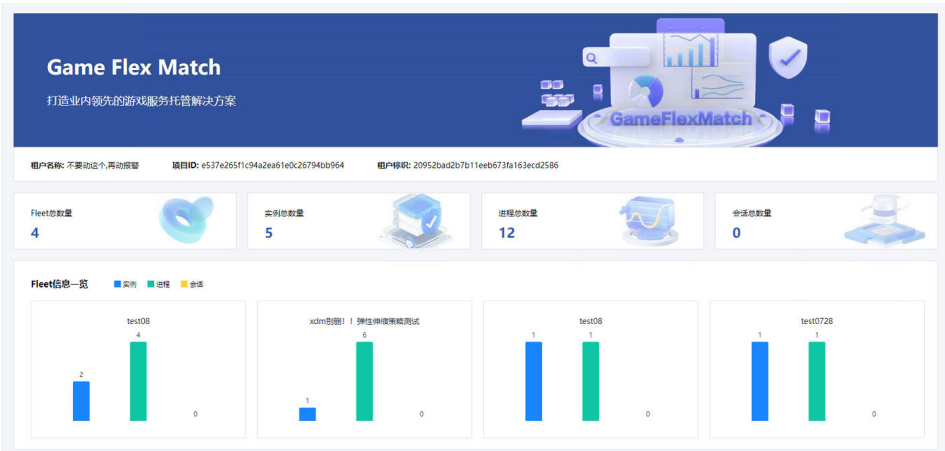 Game Flex Match
打造业内领先的游戏服务托管解决方案
GameFlexMatch
租户名称: 不要动这个,再动报警 项目ID: e537e265f1c94a2ea61e0c26794bb964 租户标识: 20952bad2b7b11eeb673fa163ecd2586
Fleet总数量 实例总数量 进程总数量 会话总数量
4 5 12 0
Fleet信息一览 实例 进程 会话
test08
4
2
0
xdm别删！！弹性伸缩策略测试
6
1
0
test08
1 1
0
test0728
1 1
0